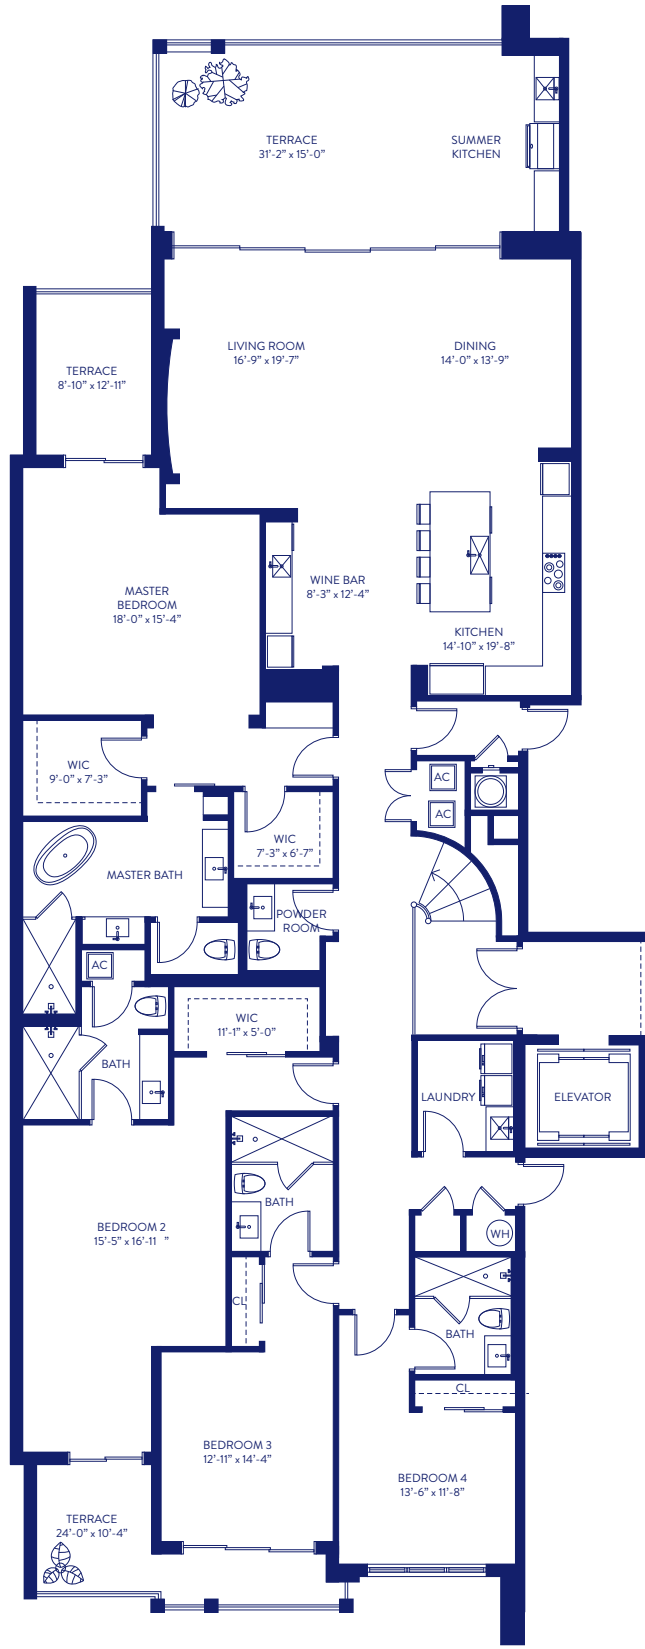 TERRACE
31'-2" x 15'-0"
SUMMER
KITCHEN
LIVING ROOM
16'-9" x 19'-7"
DINING
14'-0" x 13'-9"
TERRACE
8'-10" x 12'-11"
MASTER
BEDROOM
18'-0" x 15'-4"
WINE BAR
8'-3" x 12'-4"
KITCHEN
14'-10" x 19'-8"
WIC
9'-0" x 7'-3"
AC
AC
WIC
7'-3" x 6'-7"
MASTER BATH
POWDER
ROOM
AC
WIC
11'-1" x 5'-0"
BATH
LAUNDRY
ELEVATOR
BATH
BEDROOM 2
15'-5" x 16'-11 "
WH
CL
BATH
CL
BEDROOM 3
12'-11" x 14'-4"
BEDROOM 4
13'-6" x 11'-8"
TERRACE
24'-0" x 10'-4"